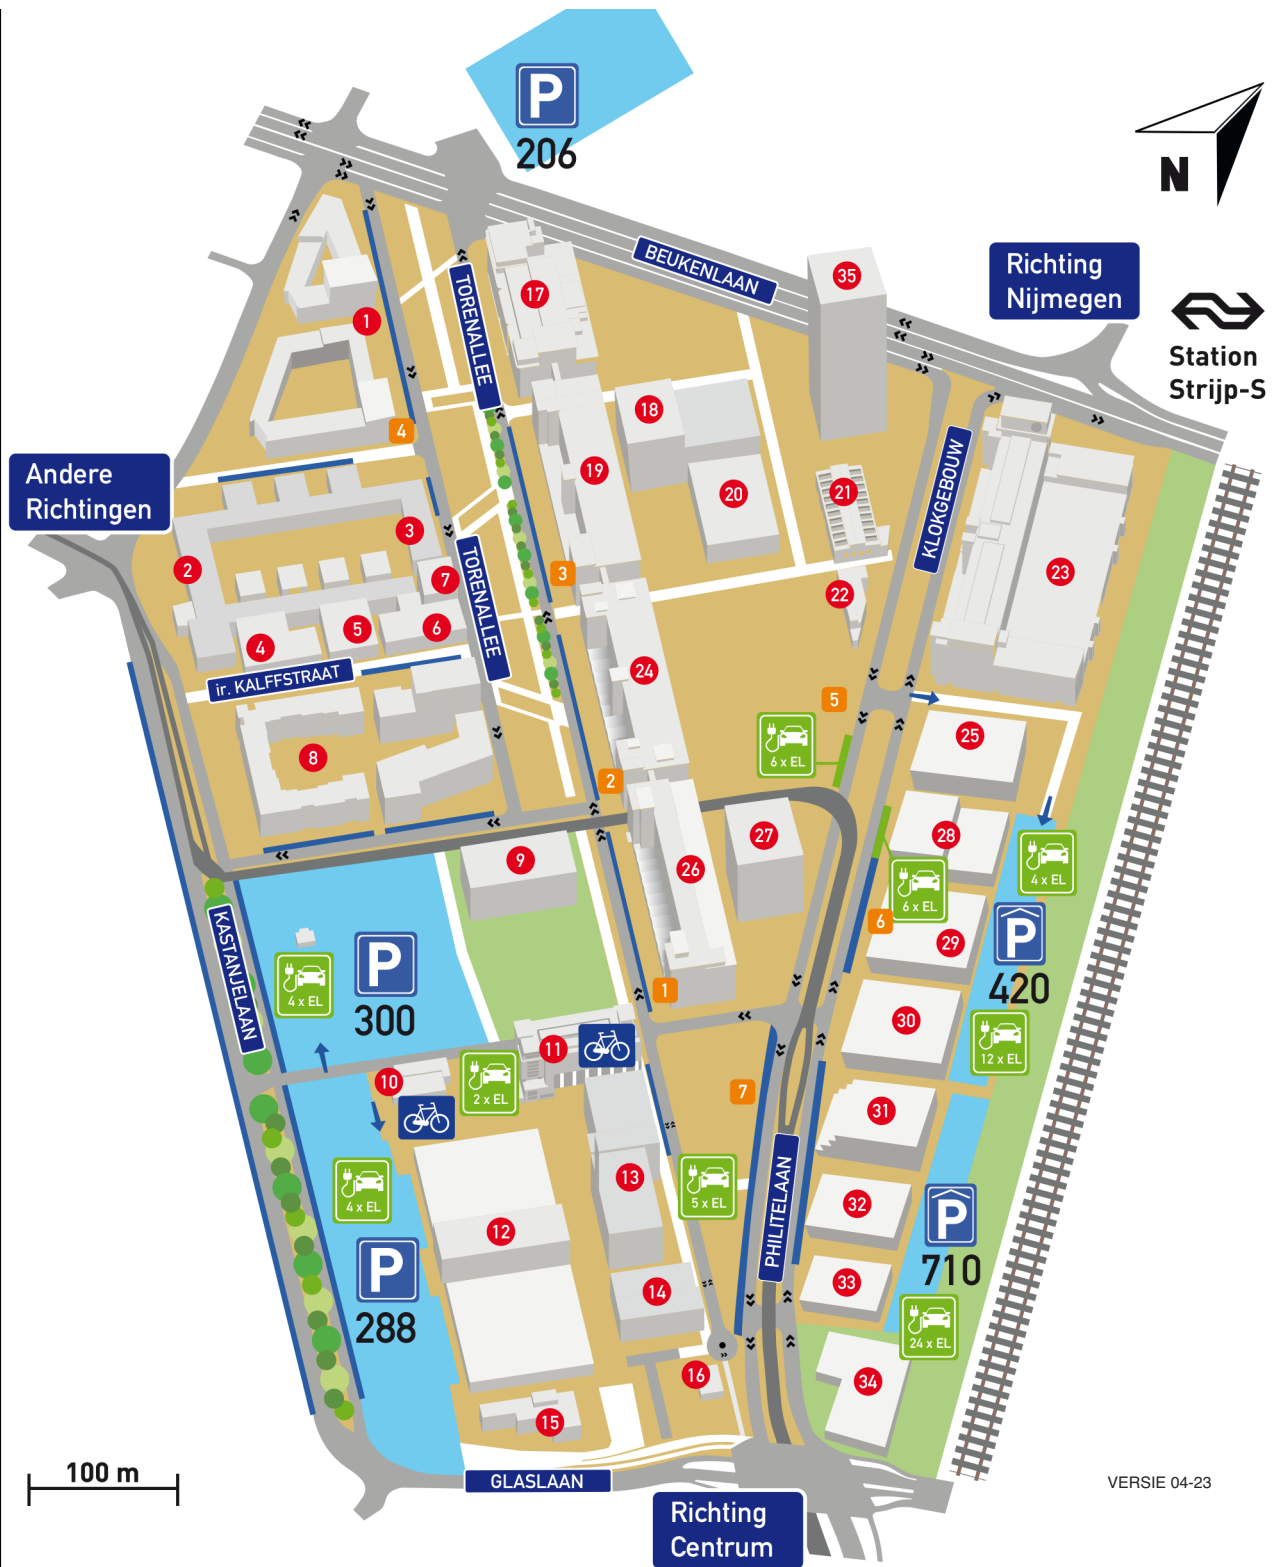 P
206
N
BEUKENLAAN
Richting
Nijmegen
Station
Strijp-S
35
17
TORENALLEE
1
18
4
19
20
21
KLOKGEBOUW
Andere
Richtingen
3
2
7
TORENALLEE
3
22
23
4
5
6
ir. KALFFSTRAAT
24
5
25
8
6 x EL
2
28
27
9
26
4 x EL
6 x EL
6
29
P
420
KASTANJELAAN
4 x EL
P
300
1
30
12 x EL
11
10
2 x EL
7
31
13
5 x EL
4 x EL
12
PHILITELAAN
32
P
710
P
288
14
33
24 x EL
16
34
15
100 m
GLASLAAN
VERSIE 04-23
Richting
Centrum